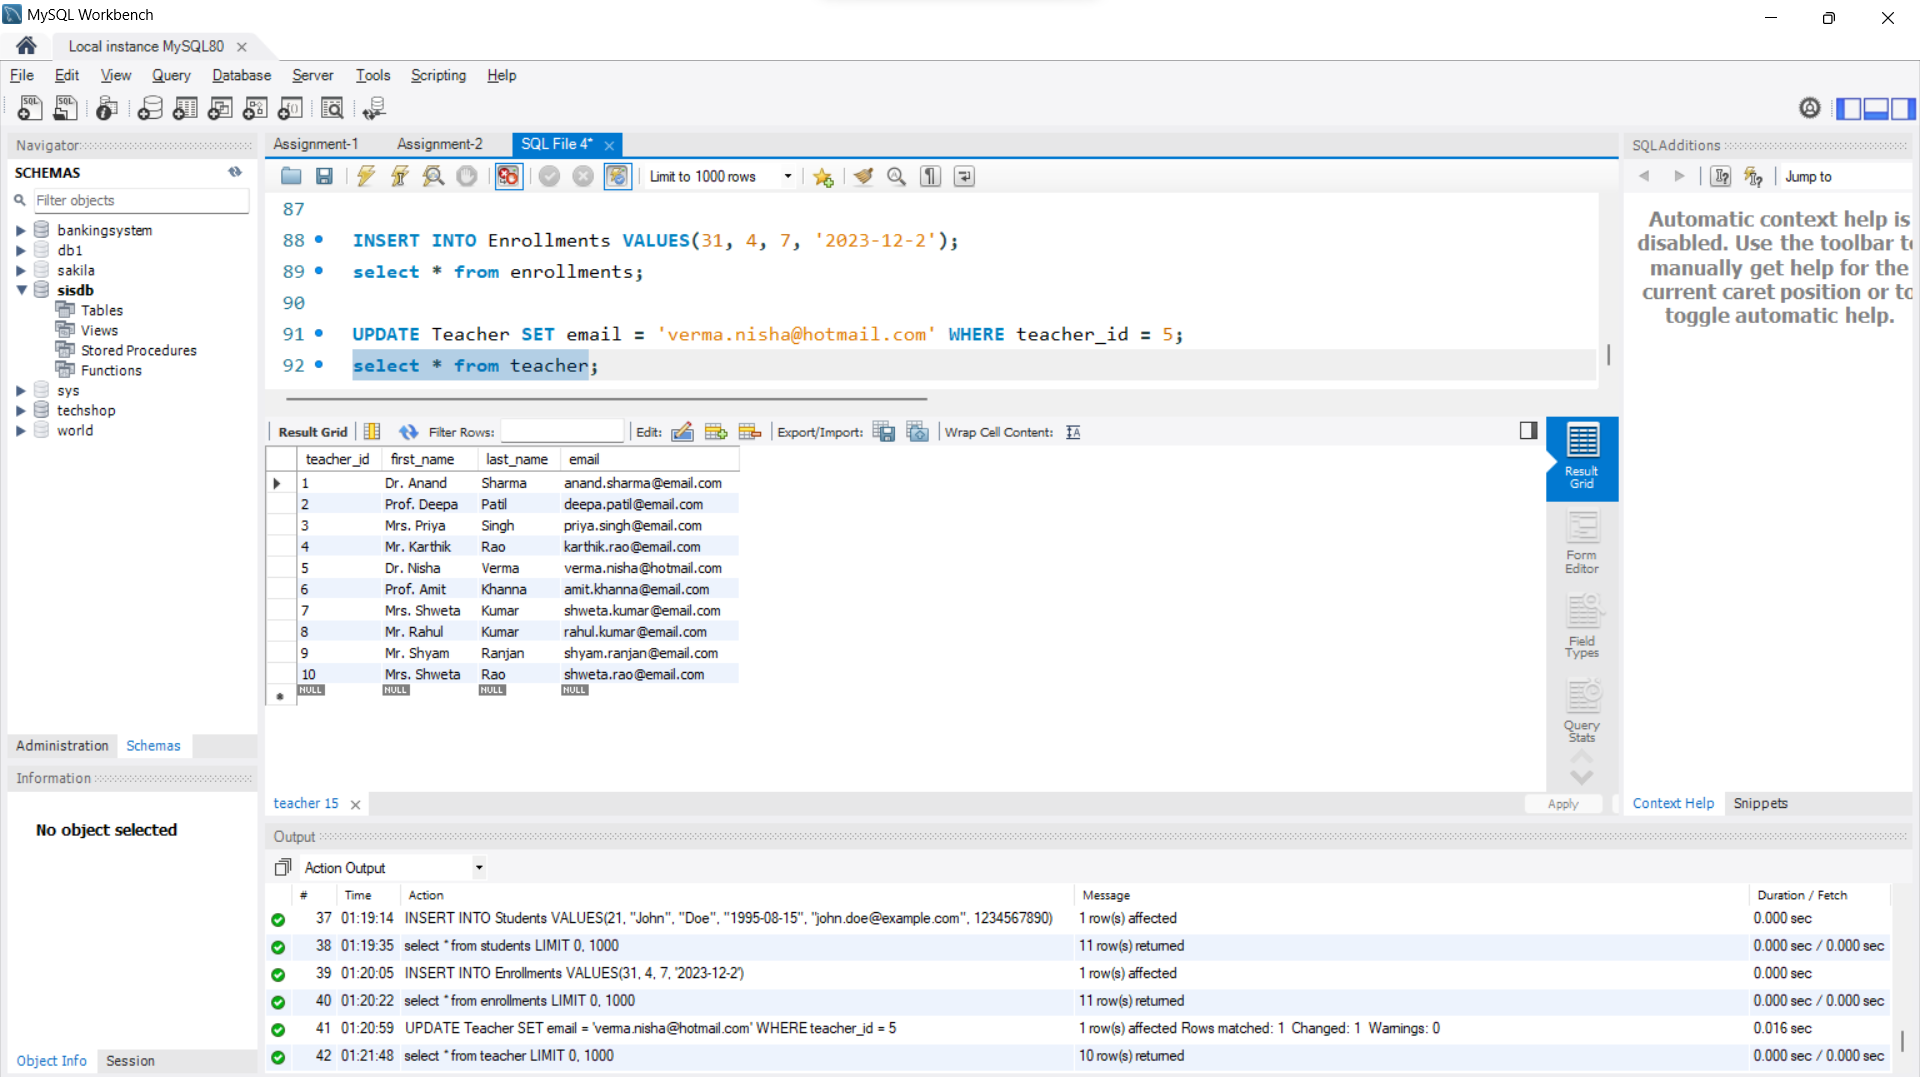 MySQL Workbench
Local instance MySQL80
File Edit View Query Database Server Tools Scripting Help
Navigator
SCHEMAS
Filter objects
bankingsystem
db1
sakila
sisdb
Tables
Views
Stored Procedures
Functions
sys
techshop
world
Administration Schemas
Information
No object selected
Object Info Session
Assignment-1 Assignment-2 SQL File 4*
Limit to 1000 rows
87
88 INSERT INTO Enrollments VALUES(31, 4, 7, '2023-12-2');
89 select * from enrollments;
90
91 UPDATE Teacher SET email = 'verma.nisha@hotmail.com' WHERE teacher_id = 5;
92 select * from teacher;
Result Grid Filter Rows: Edit: Export/Import: Wrap Cell Content:
teacher_id first_name last_name email
1 Dr. Anand Sharma anand.sharma@email.com
2 Prof. Deepa Patil deepa.patil@email.com
3 Mrs. Priya Singh priya.singh@email.com
4 Mr. Karthik Rao karthik.rao@email.com
5 Dr. Nisha Verma verma.nisha@hotmail.com
6 Prof. Amit Khanna amit.khanna@email.com
7 Mrs. Shweta Kumar shweta.kumar@email.com
8 Mr. Rahul Kumar rahul.kumar@email.com
9 Mr. Shyam Ranjan shyam.ranjan@email.com
10 Mrs. Shweta Rao shweta.rao@email.com
NULL NULL NULL NULL
Result
Grid
Form
Editor
Field
Types
Query
Stats
teacher 15
Apply
SQLAdditions
Jump to
Automatic context help is
disabled. Use the toolbar to
manually get help for the
current caret position or to
toggle automatic help.
Context Help Snippets
Output
Action Output
# Time Action Message Duration / Fetch
37 01:19:14 INSERT INTO Students VALUES(21, "John", "Doe", "1995-08-15", "john.doe@example.com", 1234567890) 1 row(s) affected 0.000 sec
38 01:19:35 select * from students LIMIT 0, 1000 11 row(s) returned 0.000 sec / 0.000 sec
39 01:20:05 INSERT INTO Enrollments VALUES(31, 4, 7, '2023-12-2') 1 row(s) affected 0.000 sec
40 01:20:22 select * from enrollments LIMIT 0, 1000 11 row(s) returned 0.000 sec / 0.000 sec
41 01:20:59 UPDATE Teacher SET email = 'verma.nisha@hotmail.com' WHERE teacher_id = 5 1 row(s) affected Rows matched: 1 Changed: 1 Warnings: 0 0.016 sec
42 01:21:48 select * from teacher LIMIT 0, 1000 10 row(s) returned 0.000 sec / 0.000 sec